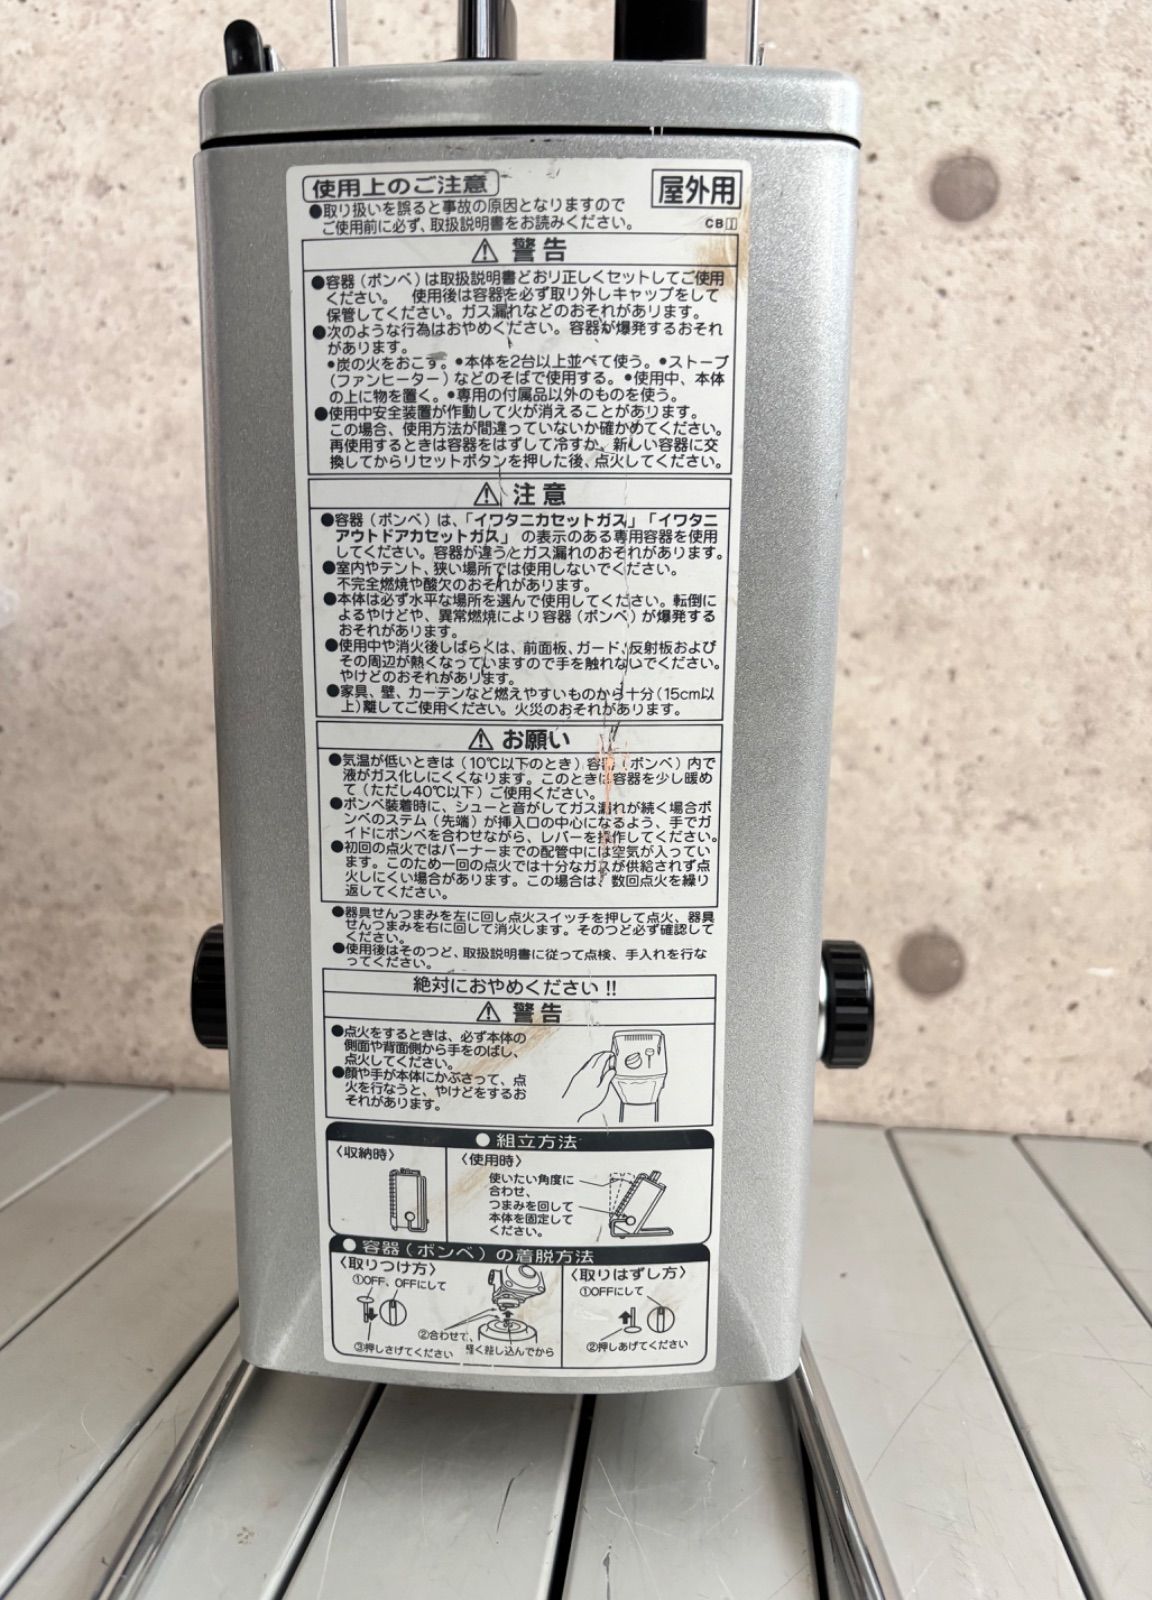 使用上のご注意
屋外用
●取り扱いを誤ると事故の原因となりますので
ご使用前に必ず、取扱説明書をお読みください。
CB
⚠ 警告
●容器（ボンベ）は取扱説明書どおり正しくセットしてご使用
ください。 使用後は容器を必ず取り外しキャップをして
保管してください。ガス漏れなどのおそれがあります。
●次のような行為はおやめください。容器が爆発するおそれ
があります。
●炭の火をおこす。●本体を2台以上並べて使う。●ストーブ
（ファンヒーター）などのそばで使用する。●使用中、本体
の上に物を置く。●専用の付属品以外のものを使う。
●使用中安全装置が作動して火が消えることがあります。
この場合、使用方法が間違っていないか確かめてください。
再使用するときは容器をはずして冷すか、新しい容器に交
換してからリセットボタンを押した後、点火してください。
⚠ 注意
●容器（ボンベ）は、「イワタニカセットガス」「イワタニ
アウトドアカセットガス」の表示のある専用容器を使用
してください。容器が違うとガス漏れのおそれがあります。
●室内やテント、狭い場所では使用しないでください。
不完全燃焼や酸欠のおそれがあります。
●本体は必ず水平な場所を選んで使用してください。転倒に
よるやけどや、異常燃焼により容器（ボンベ）が爆発する
おそれがあります。
●使用中や消火後しばらくは、前面板、ガード、反射板および
その周辺が熱くなっていますので手を触れないでください。
やけどのおそれがあります。
●家具、壁、カーテンなど燃えやすいものから十分（15cm以
上）離してご使用ください。火災のおそれがあります。
⚠ お願い
●気温が低いときは（10℃以下のとき）容器（ボンベ）内で
液がガス化しにくくなります。このときは容器を少し暖め
て（ただし40℃以下）ご使用ください。
●ボンベ装着時に、シューと音がしてガス漏れが続く場合ボ
ンベのステム（先端）が挿入口の中心になるよう、手でガ
イドにボンベを合わせながら、レバーを操作してください。
●初回の点火ではバーナーまでの配管中には空気が入ってい
ます。このため一回の点火では十分なガスが供給されず点
火しにくい場合があります。この場合は、数回点火を繰り
返してください。
●器具せんつまみを左に回し点火スイッチを押して点火、器具
せんつまみを右に回して消火します。そのつど必ず確認して
ください。
●使用後はそのつど、取扱説明書に従って点検、手入れを行な
ってください。
絶対におやめください!!
⚠ 警告
●点火をするときは、必ず本体の
側面や背面側から手をのばし、
点火してください。
●顔や手が本体にかぶさって、点
火を行なうと、やけどをするお
それがあります。
●組立方法
〈収納時〉
〈使用時〉
使いたい角度に
合わせ、
つまみを回して
本体を固定して
ください。
●容器（ボンベ）の着脱方法
〈取りつけ方〉
①OFF、OFFにして
②合わせて、
軽く差し込んでから
③押しさげてください
〈取りはずし方〉
①OFFにして
②押しあげてください